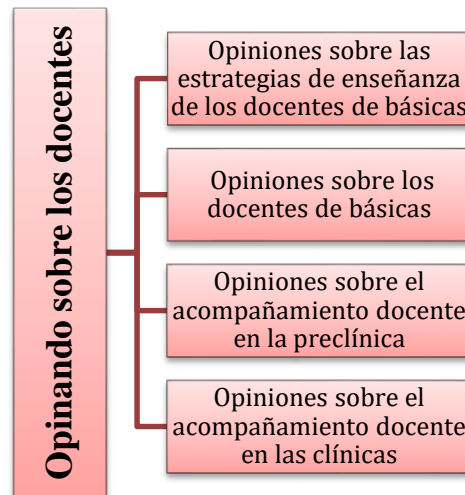 Opinando sobre los docentes
Opiniones sobre las
estrategias de enseñanza
de los docentes de básicas
Opiniones sobre los
docentes de básicas
Opiniones sobre el
acompañamiento docente
en la preclínica
Opiniones sobre el
acompañamiento docente
en las clínicas